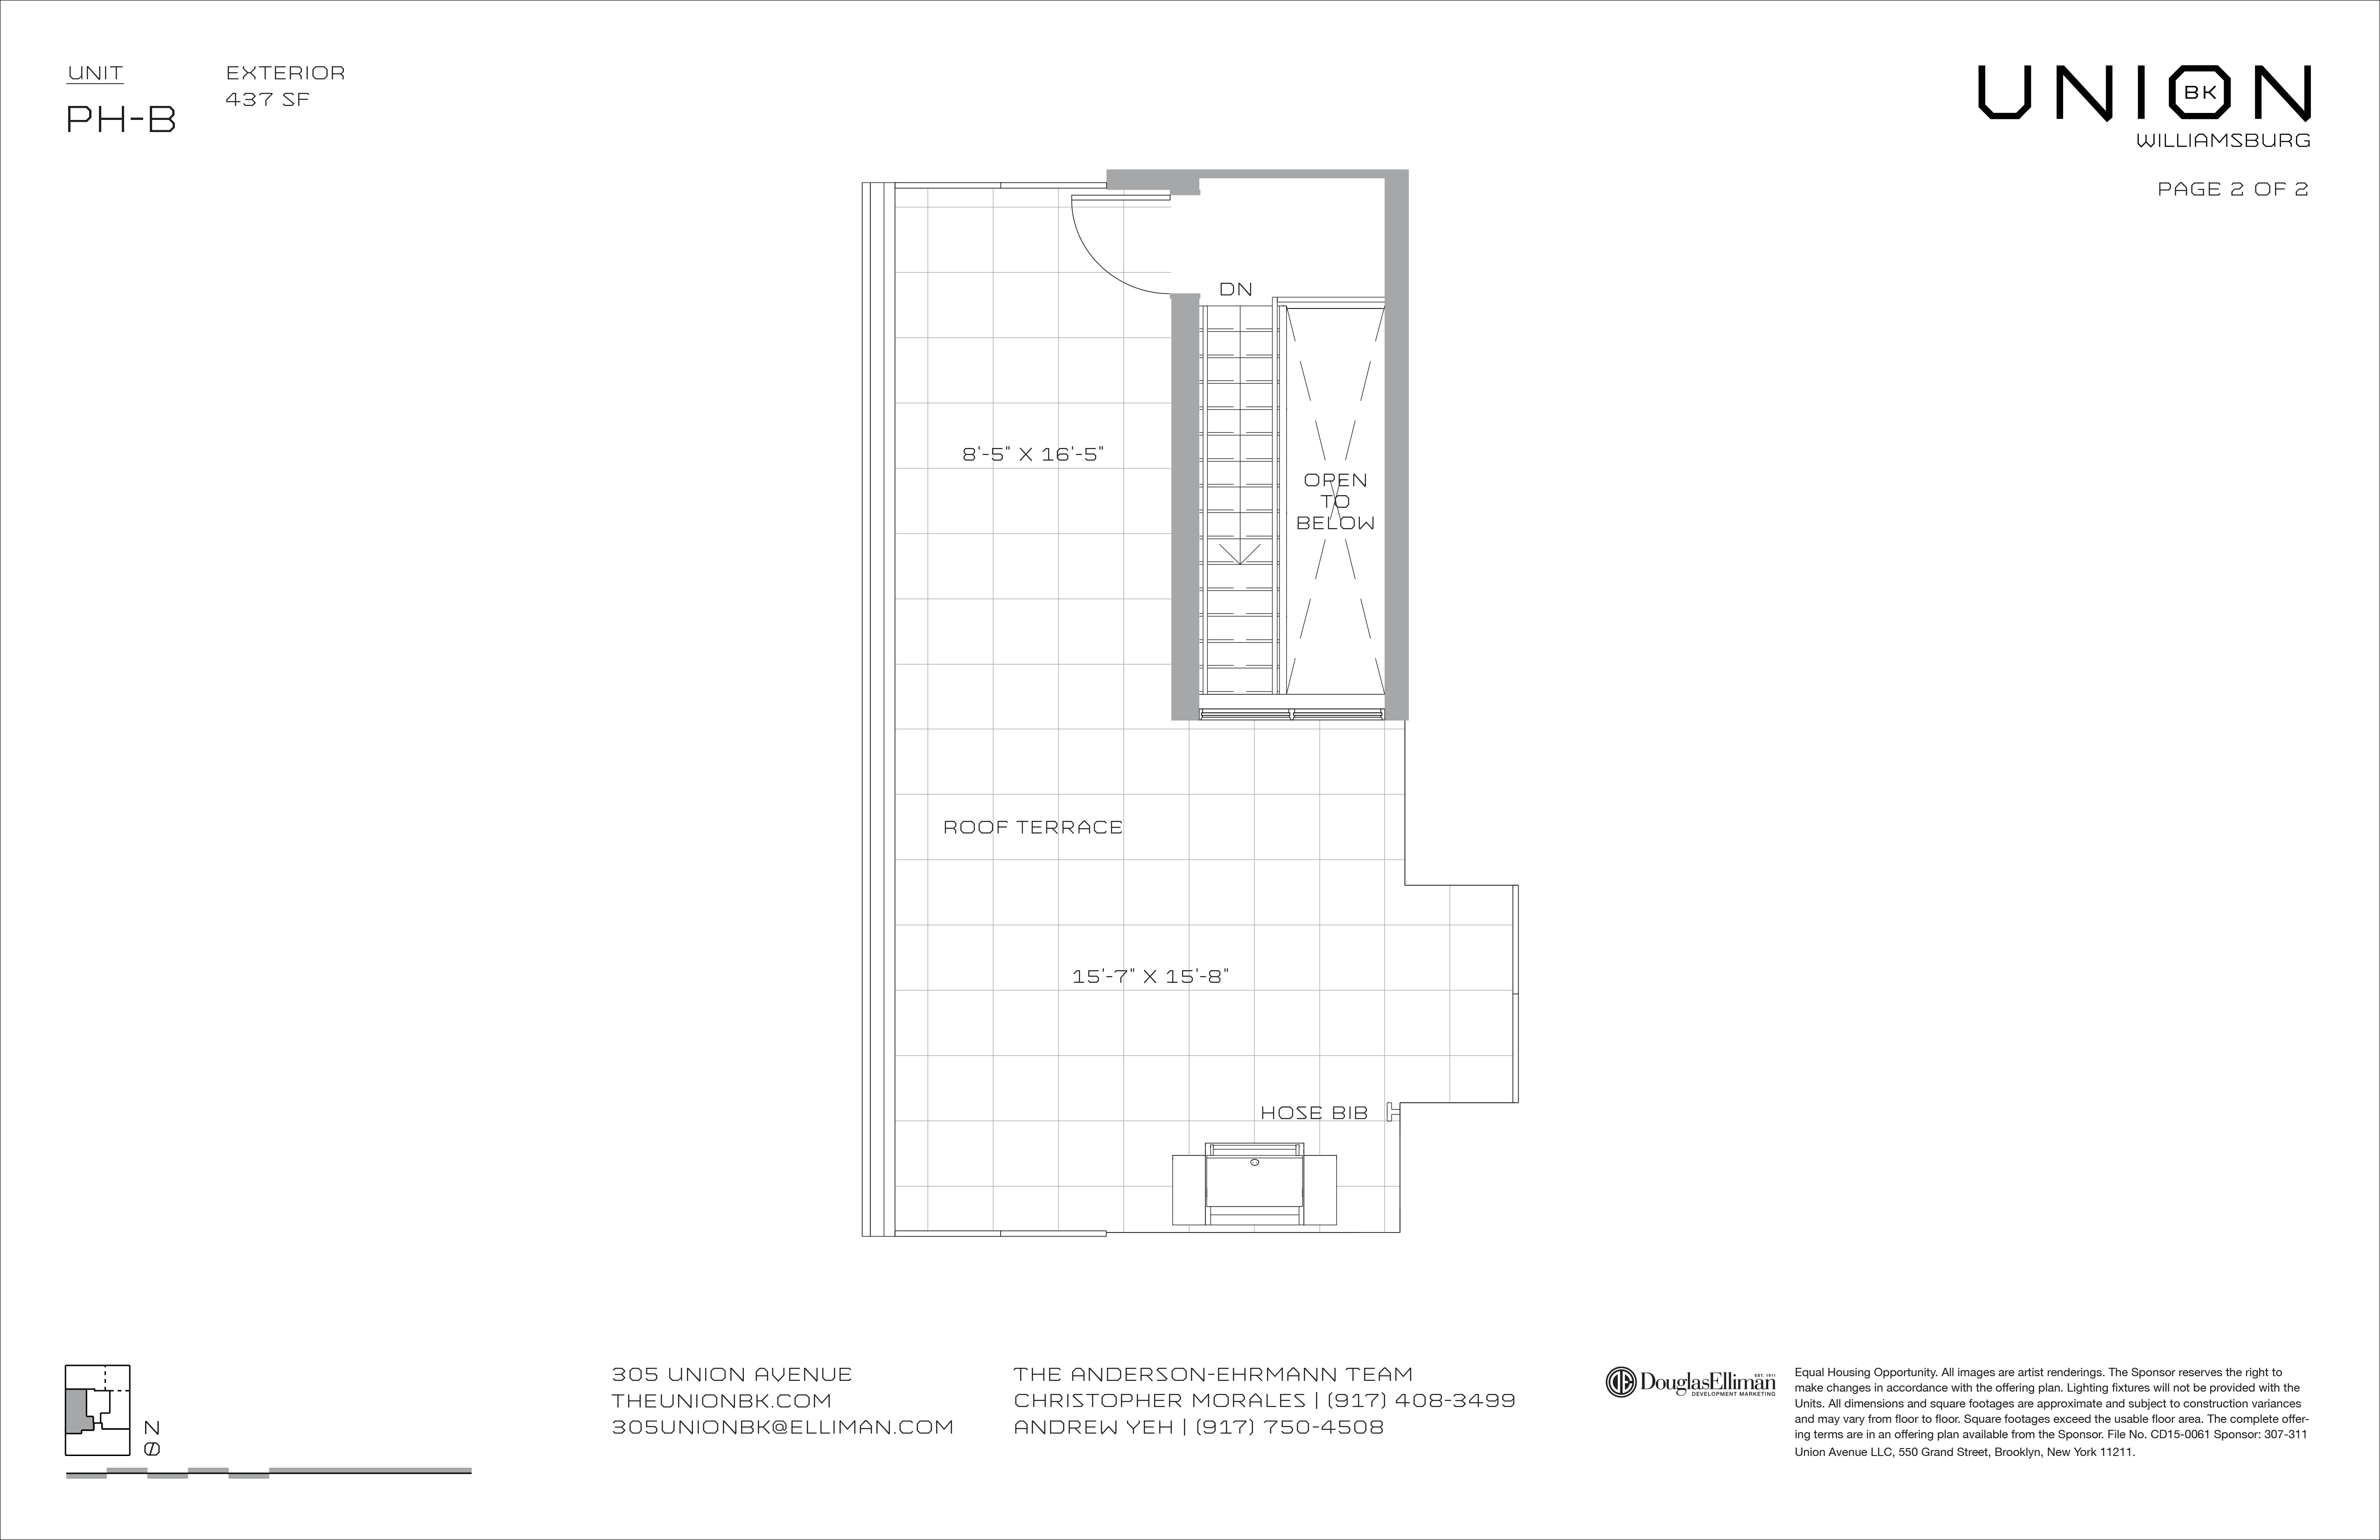 UNIT
PH-B
EXTERIOR
437 SF
UNION
BK
WILLIAMSBURG
PAGE 2 OF 2
DN
8'-5" X 16'-5"
OPEN
TO
BELOW
ROOF TERRACE
15'-7" X 15'-8"
HOSE BIB
N
305 UNION AVENUE
THEUNIONBK.COM
305UNIONBK@ELLIMAN.COM
THE ANDERSON-EHRMANN TEAM
CHRISTOPHER MORALES | (917) 408-3499
ANDREW YEH | (917) 750-4508
DE
EST. 1911
DouglasElliman
DEVELOPMENT MARKETING
Equal Housing Opportunity. All images are artist renderings. The Sponsor reserves the right to
make changes in accordance with the offering plan. Lighting fixtures will not be provided with the
Units. All dimensions and square footages are approximate and subject to construction variances
and may vary from floor to floor. Square footages exceed the usable floor area. The complete offer-
ing terms are in an offering plan available from the Sponsor. File No. CD15-0061 Sponsor: 307-311
Union Avenue LLC, 550 Grand Street, Brooklyn, New York 11211.